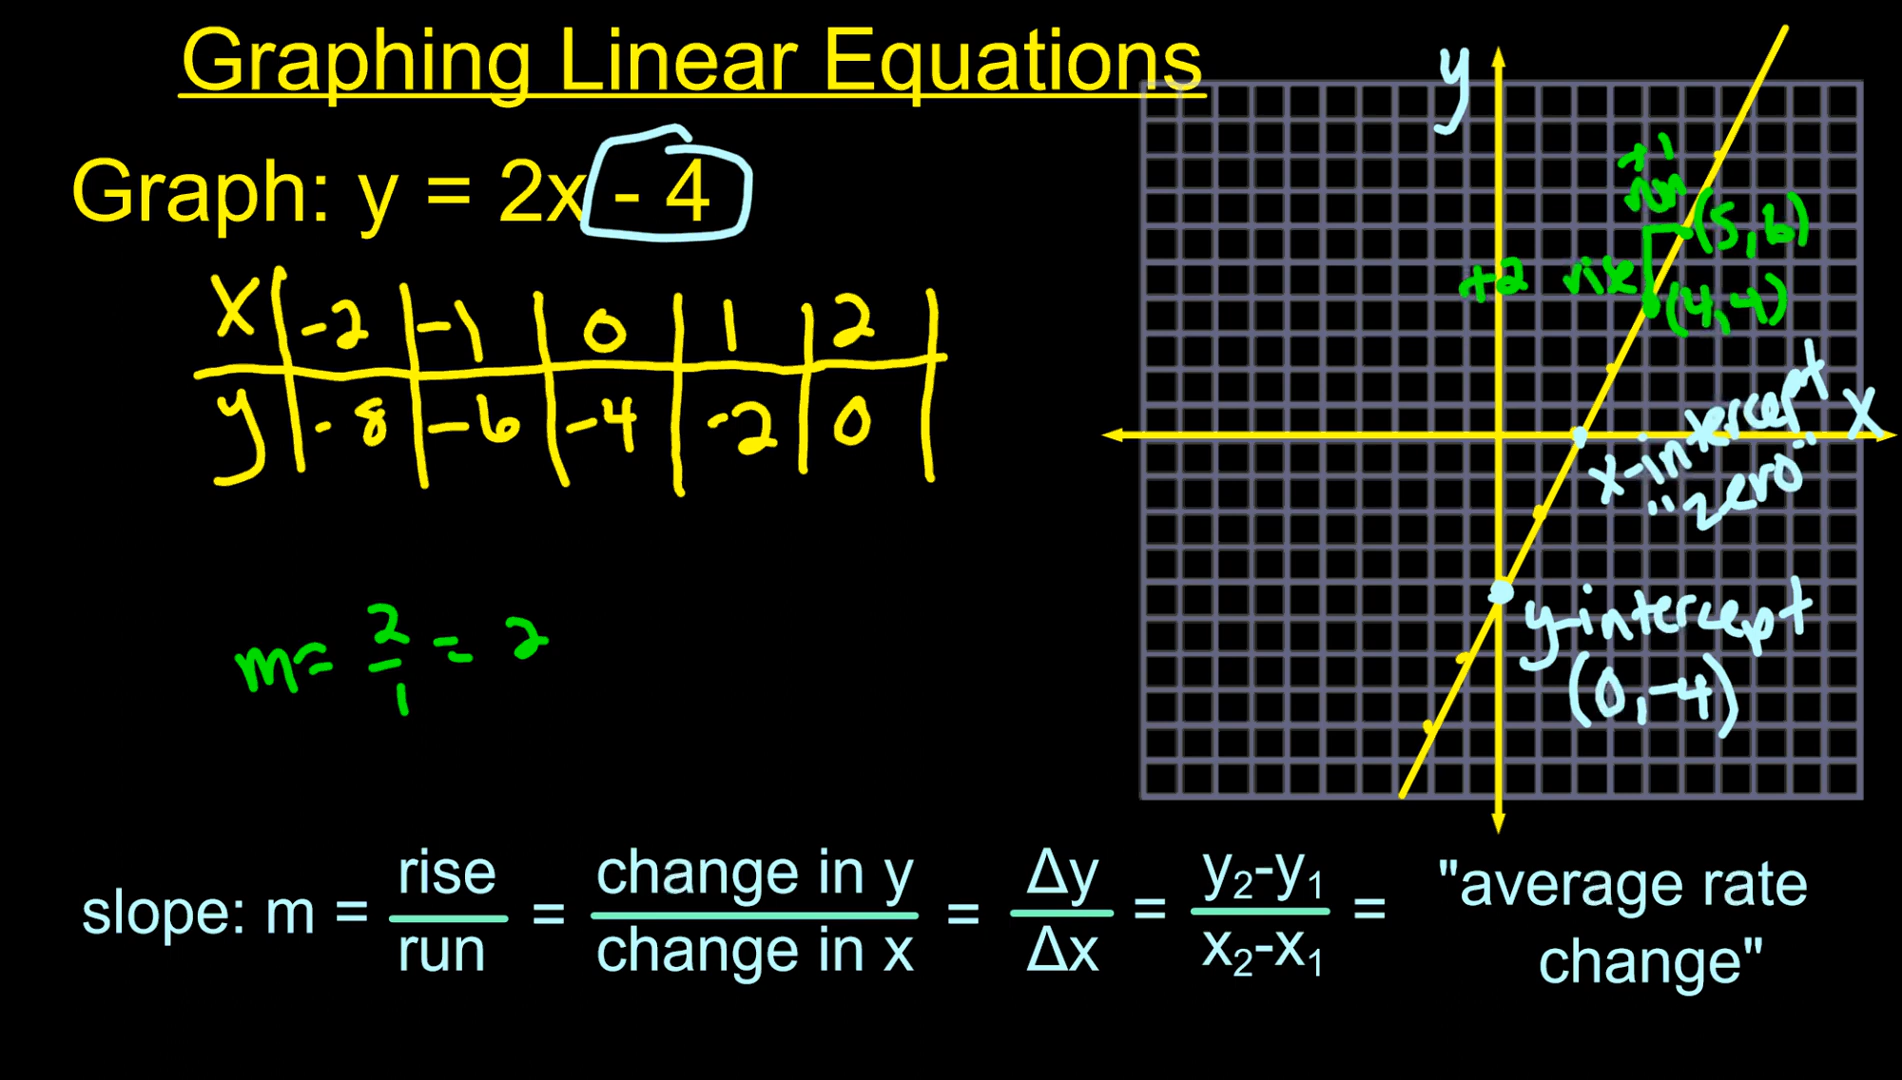 Graphing Linear Equations
Graph: y = 2x - 4
x -2 -1 0 1 2
y -8 -6 -4 -2 0
m = 2/1 = 2
y
+1
run
(5,6)
+2 rise
(4,4)
x-intercept x
"zero"
y-intercept
(0,-4)
slope: m = rise/run = change in y/change in x = Δy/Δx = y₂-y₁/x₂-x₁ = "average rate
change"